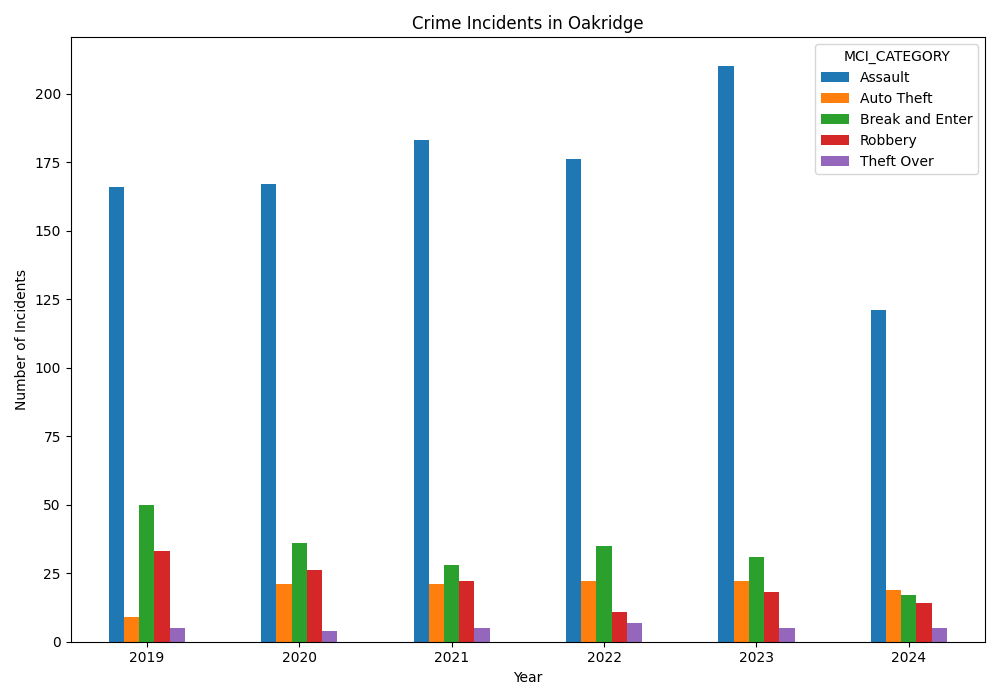 Crime Incidents in Oakridge
MCI_CATEGORY
Assault
Auto Theft
Break and Enter
Robbery
Theft Over
Number of Incidents
200
175
150
125
100
75
50
25
0
2019 2020 2021 2022 2023 2024
Year